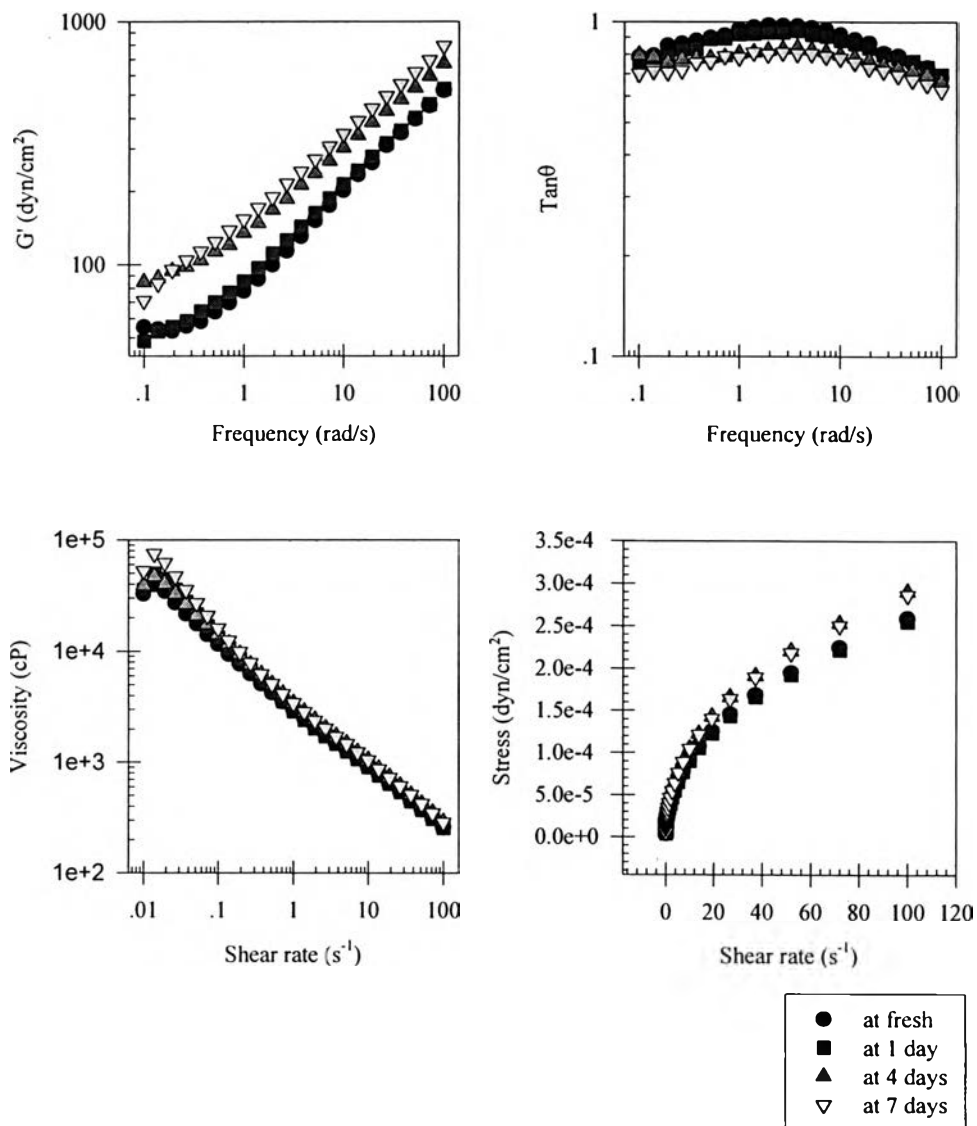 1000
100
G' (dyn/cm²)
.1 1 10 100
Frequency (rad/s)
1
.1
Tanθ
.1 1 10 100
Frequency (rad/s)
1e+5
1e+4
1e+3
1e+2
Viscosity (cP)
.01 .1 1 10 100
Shear rate (s⁻¹)
3.5e-4
3.0e-4
2.5e-4
2.0e-4
1.5e-4
1.0e-4
5.0e-5
0.0e+0
Stress (dyn/cm²)
0 20 40 60 80 100 120
Shear rate (s⁻¹)
at fresh
at 1 day
at 4 days
at 7 days